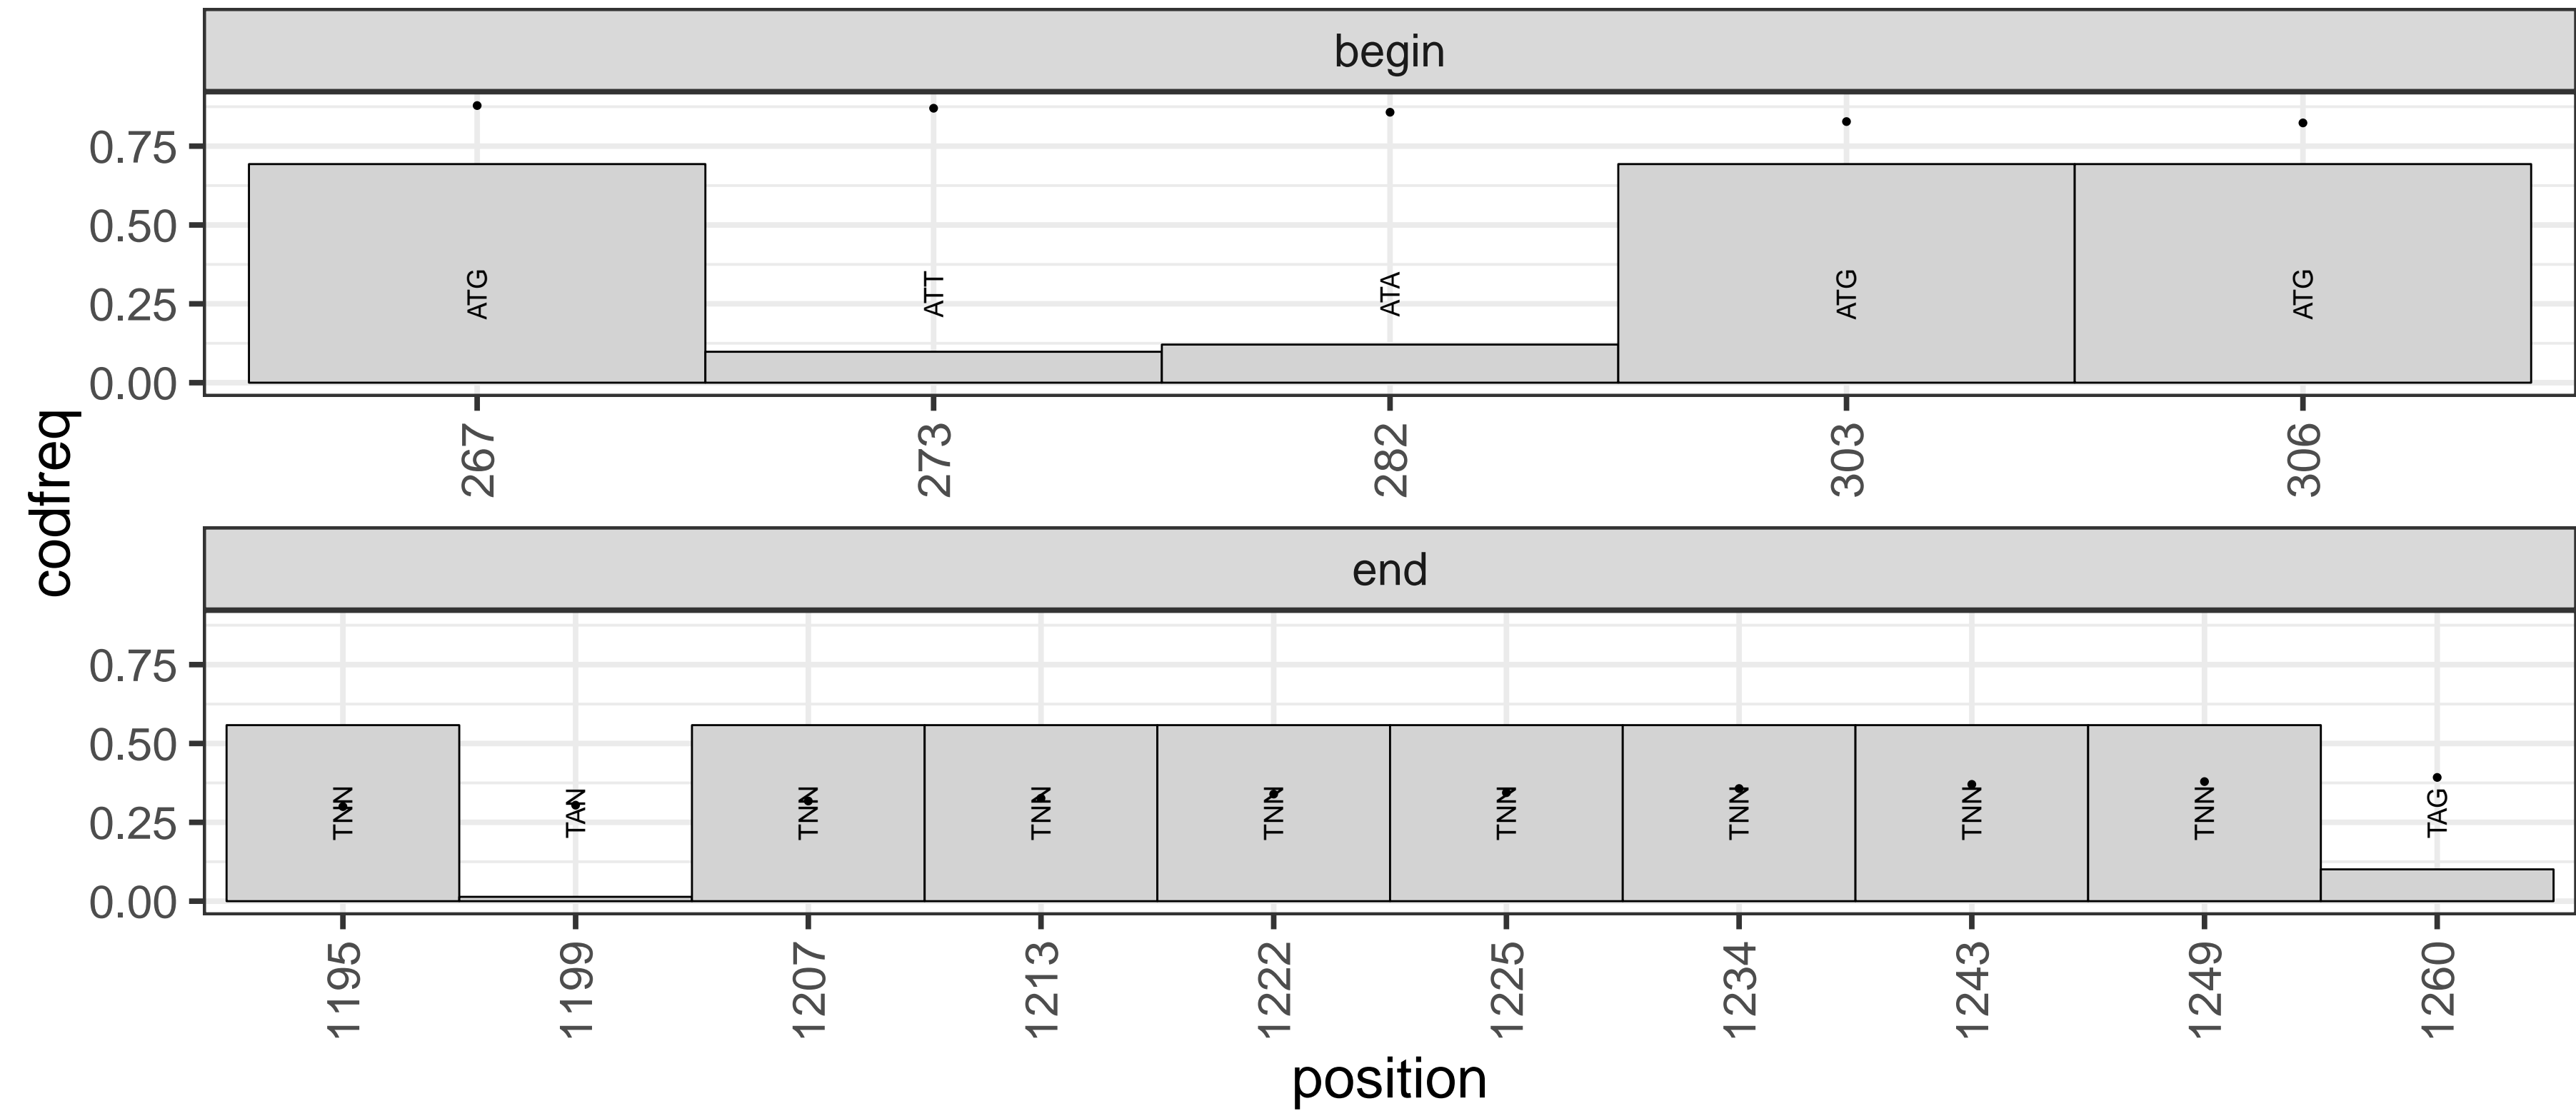 begin
0.75
0.50
0.25
0.00
ATG
ATT
ATA
ATG
ATG
267
273
282
303
306
codfreq
end
0.75
0.50
0.25
0.00
TNN
TAN
TNN
TNN
TNN
TNN
TNN
TNN
TNN
TAG
1195
1199
1207
1213
1222
1225
1234
1243
1249
1260
position